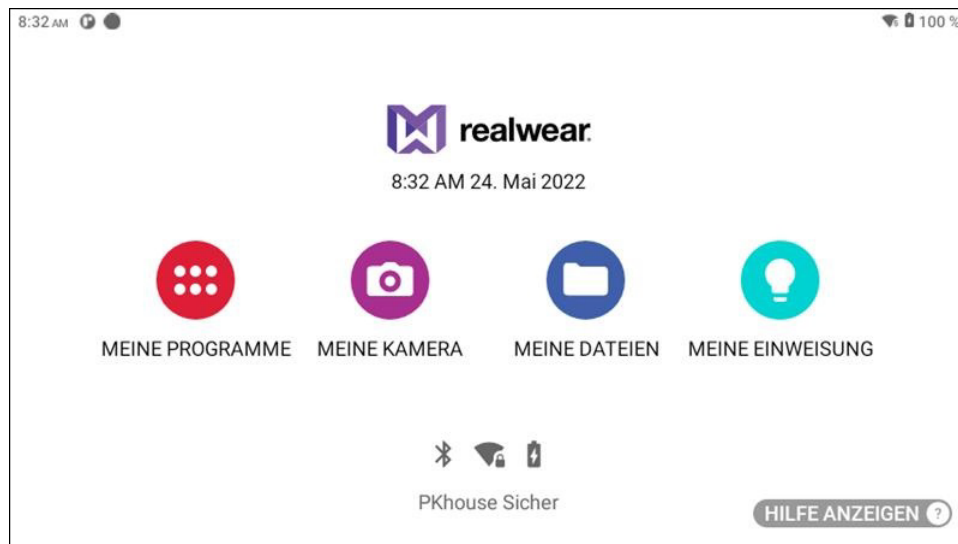 8:32 AM 100 %
realwear.
8:32 AM 24. Mai 2022
MEINE PROGRAMME MEINE KAMERA MEINE DATEIEN MEINE EINWEISUNG
PKhouse Sicher
HILFE ANZEIGEN ?